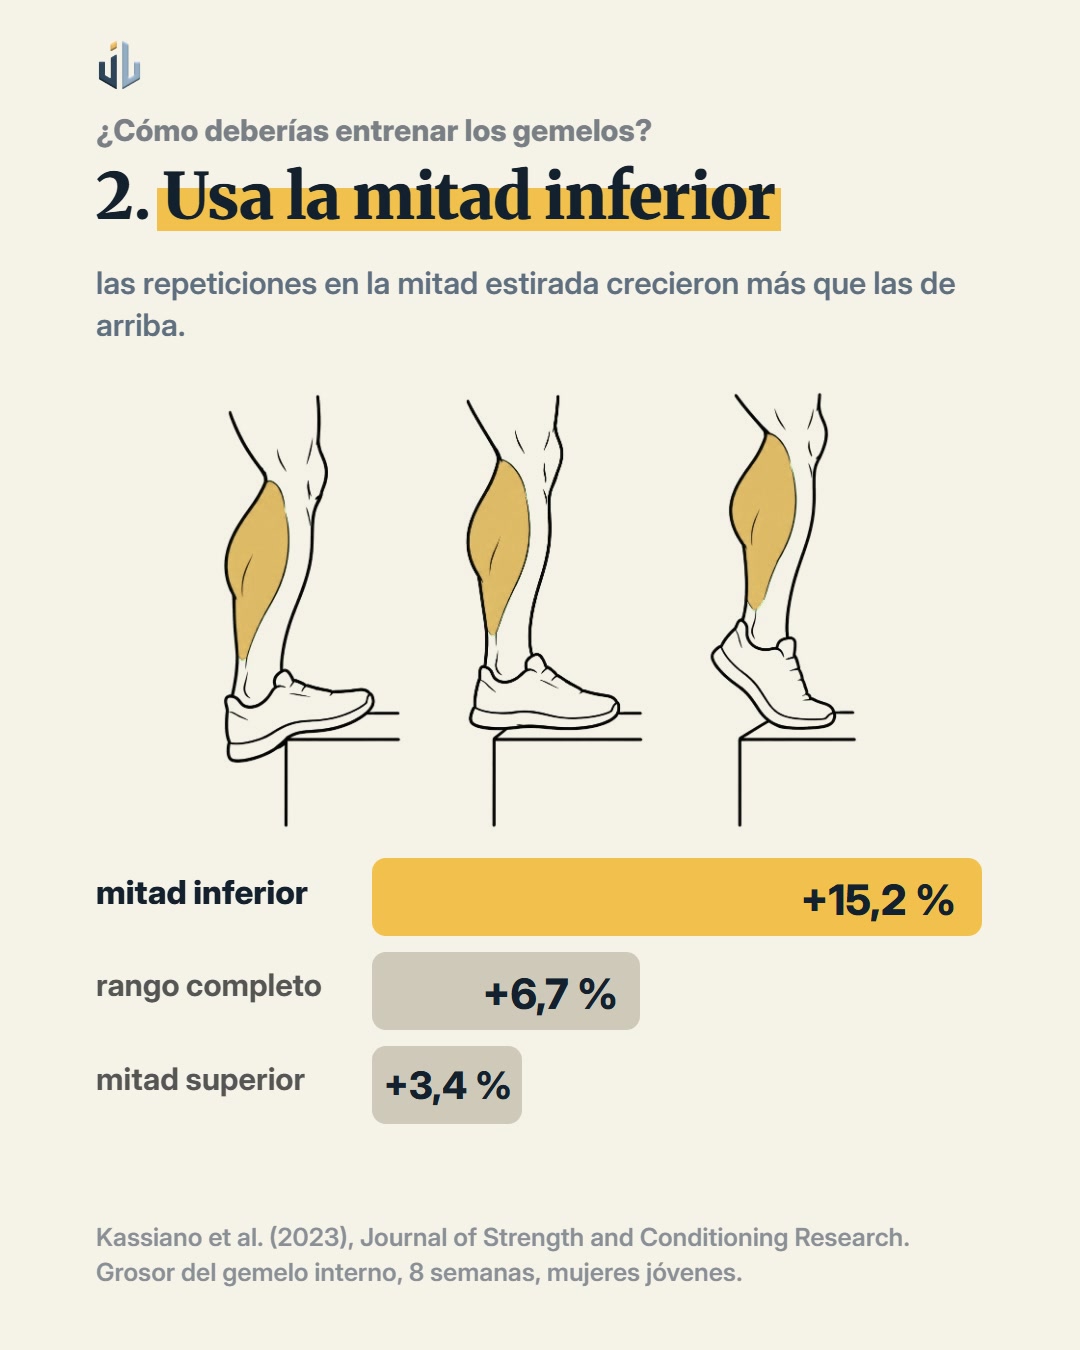 ¿Cómo deberías entrenar los gemelos?
2. Usa la mitad inferior
las repeticiones en la mitad estirada crecieron más que las de
arriba.
mitad inferior +15,2 %
rango completo +6,7 %
mitad superior +3,4 %
Kassiano et al. (2023), Journal of Strength and Conditioning Research.
Grosor del gemelo interno, 8 semanas, mujeres jóvenes.